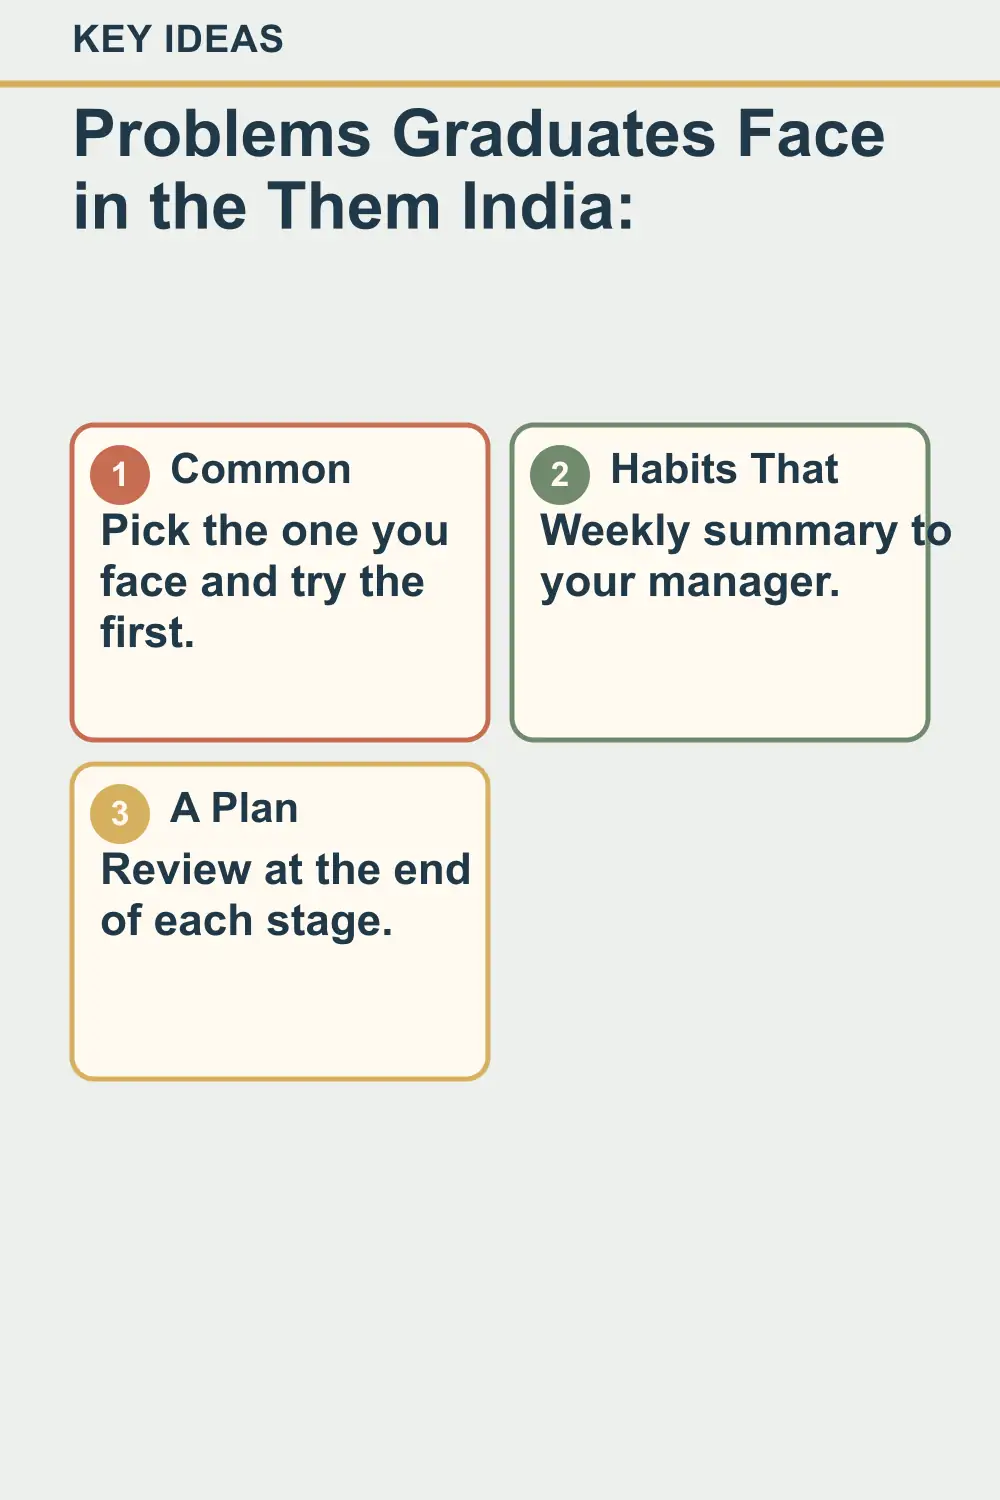 KEY IDEAS
Problems Graduates Face
in the Them India:
1 Common
Pick the one you
face and try the
first.
2 Habits That
Weekly summary to
your manager.
3 A Plan
Review at the end
of each stage.